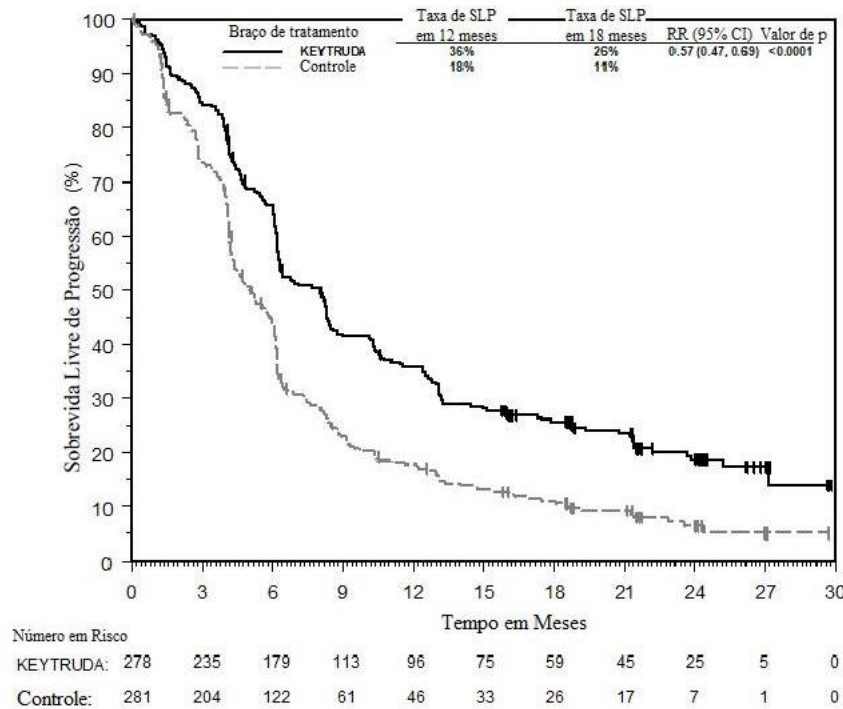 Braço de tratamento Taxa de SLP em 12 meses Taxa de SLP em 18 meses RR (95% CI) Valor de p
KEYTRUDA 36% 26% 0.57 (0.47, 0.69) <0.0001
Controle 18% 11%
Sobrevida Livre de Progressão (%)
100
90
80
70
60
50
40
30
20
10
0
0 3 6 9 12 15 18 21 24 27 30
Tempo em Meses
Número em Risco
KEYTRUDA: 278 235 179 113 96 75 59 45 25 5 0
Controle: 281 204 122 61 46 33 26 17 7 1 0